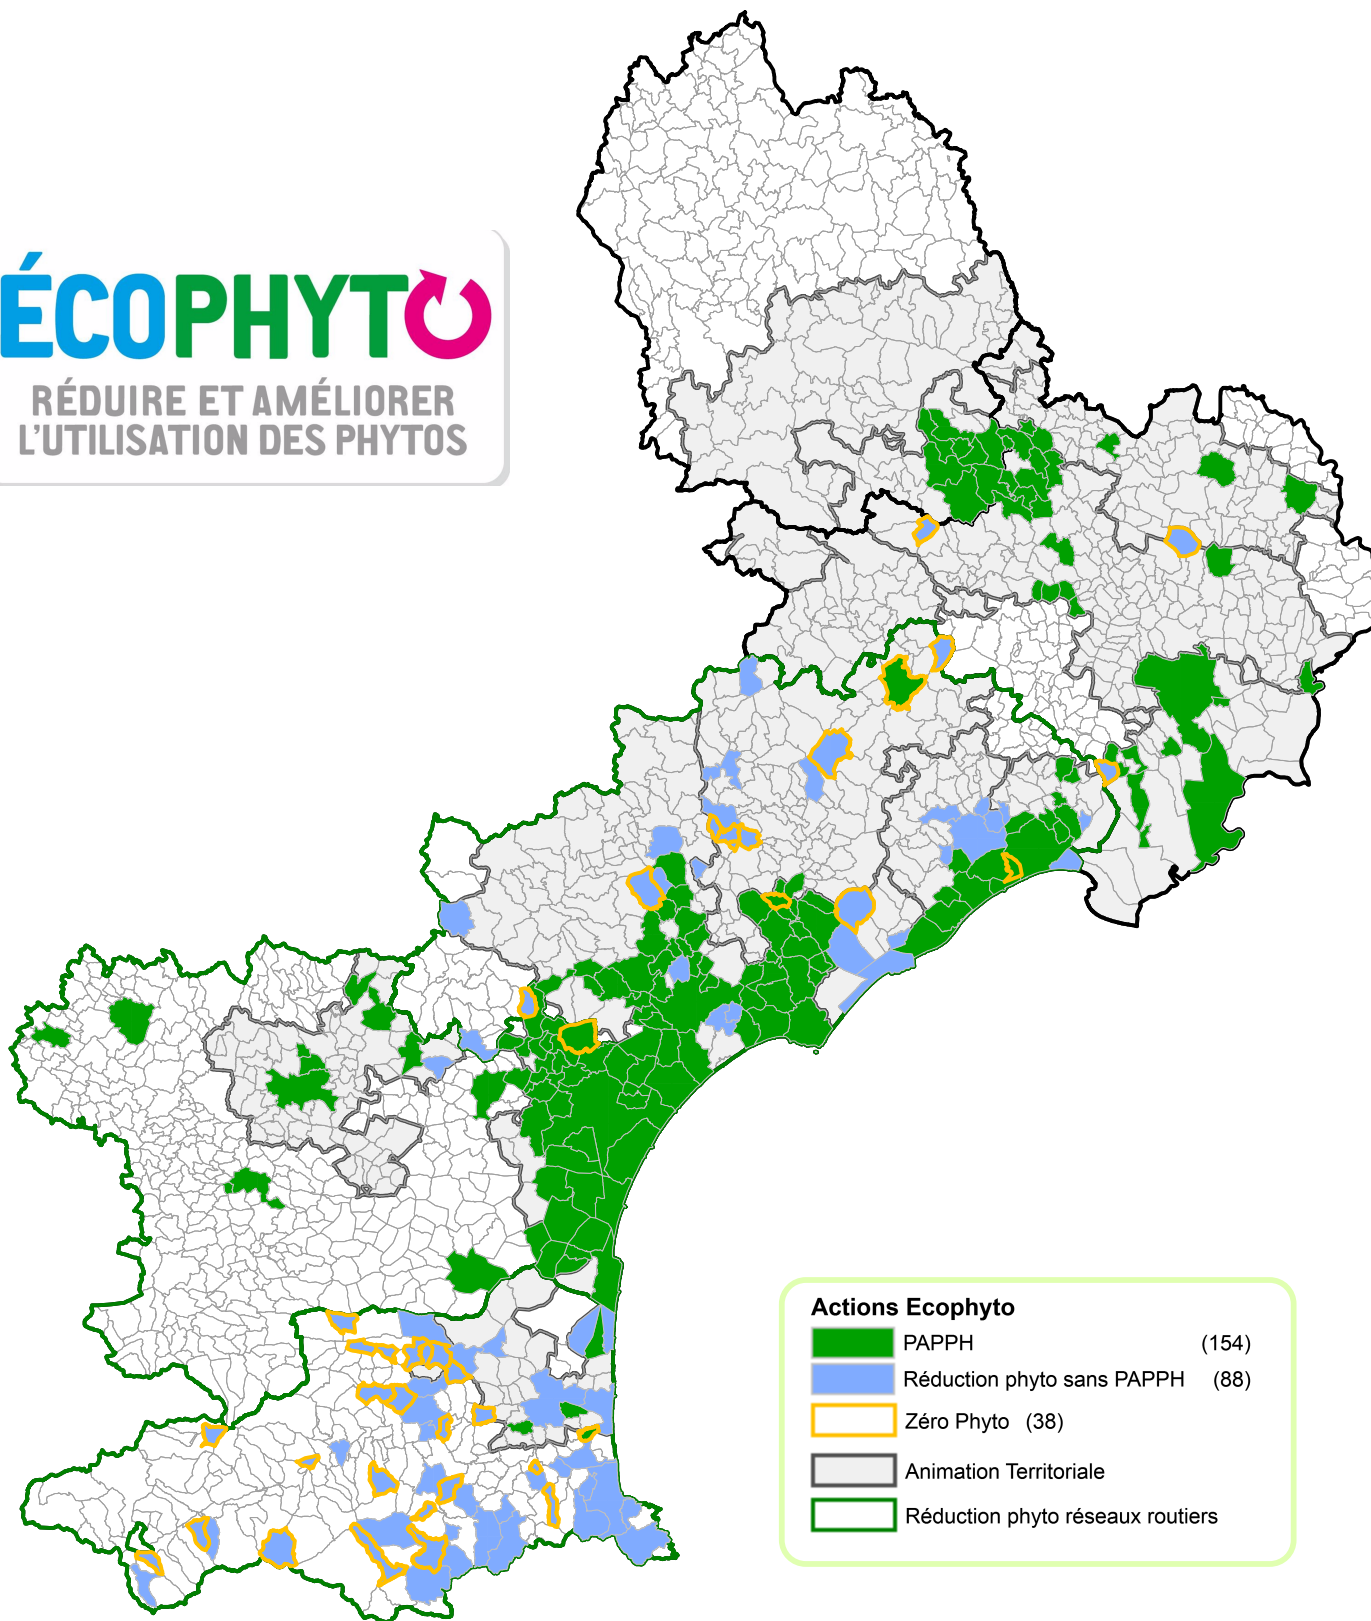 ÉCOPHYTO
RÉDUIRE ET AMÉLIORER
L'UTILISATION DES PHYTOS
Actions Ecophyto
PAPPH (154)
Réduction phyto sans PAPPH (88)
Zéro Phyto (38)
Animation Territoriale
Réduction phyto réseaux routiers